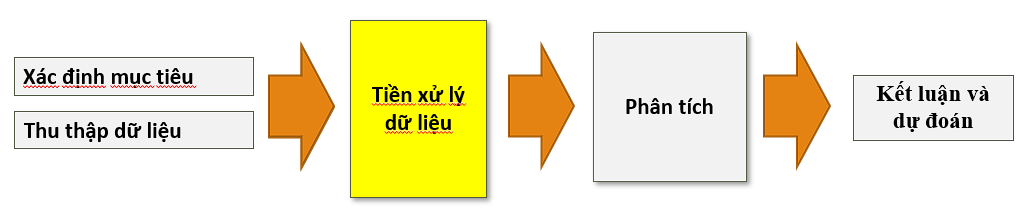 Xác định mục tiêu
Thu thập dữ liệu
Tiền xử lý
dữ liệu
Phân tích
Kết luận và
dự đoán